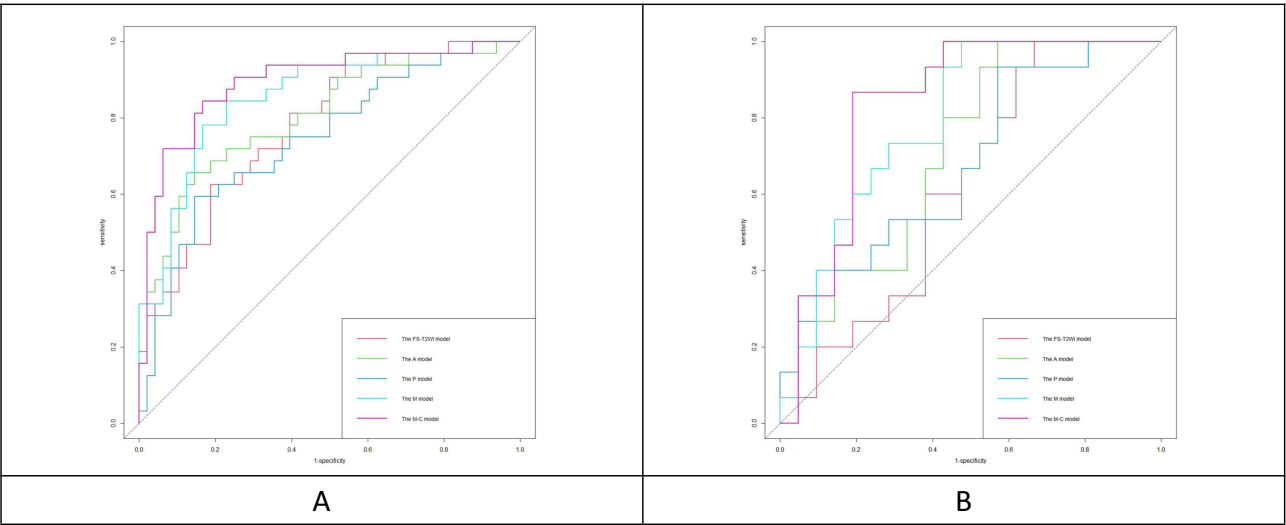 1.0
0.8
0.6
0.4
0.2
0.0
sensitivity
The FS-T2WI model
The A model
The P model
The M model
The M-C model
0.0 0.2 0.4 0.6 0.8 1.0
1-specificity
A
1.0
0.8
0.6
0.4
0.2
0.0
sensitivity
The FS-T2WI model
The A model
The P model
The M model
The M-C model
0.0 0.2 0.4 0.6 0.8 1.0
1-specificity
B